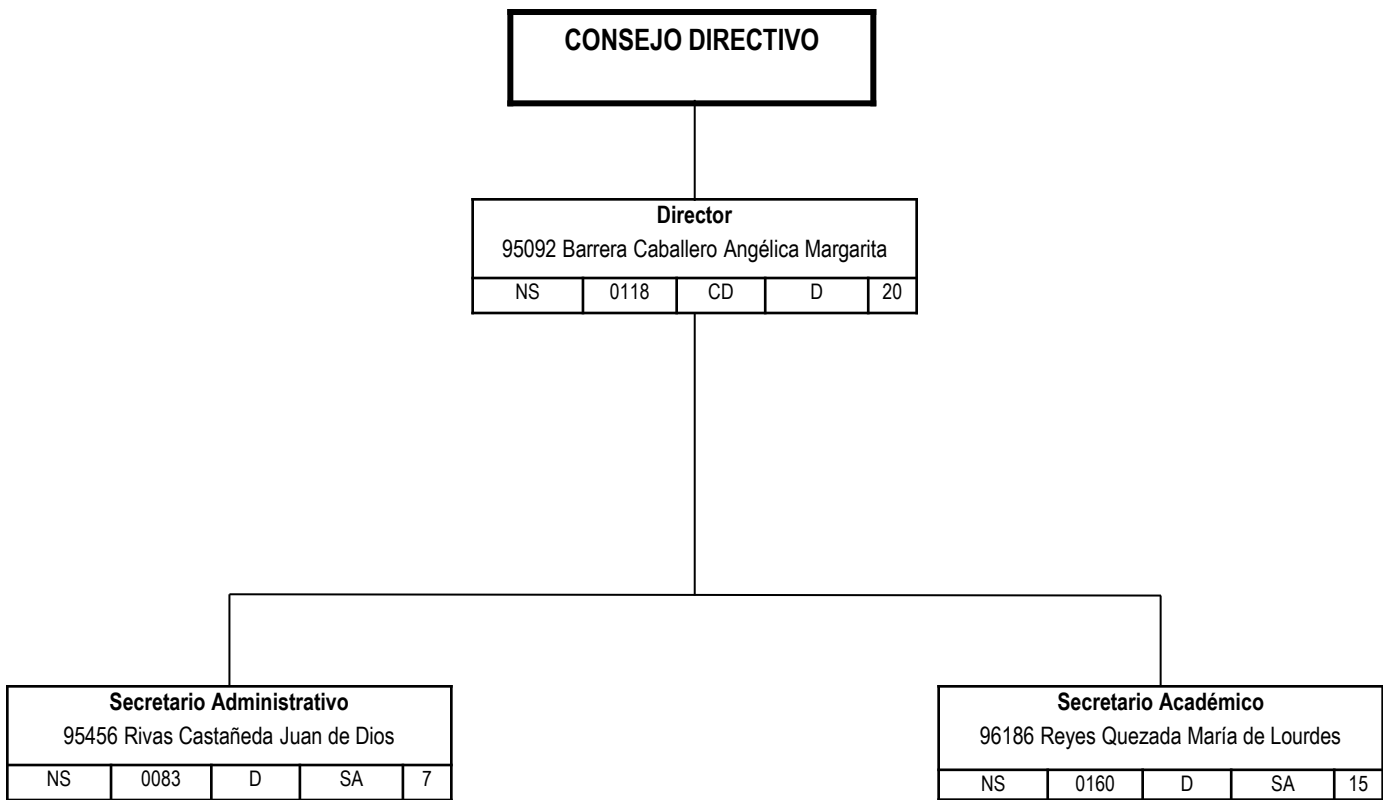 CONSEJO DIRECTIVO
Director
95092 Barrera Caballero Angélica Margarita
NS 0118 CD D 20
Secretario Administrativo
95456 Rivas Castañeda Juan de Dios
NS 0083 D SA 7
Secretario Académico
96186 Reyes Quezada María de Lourdes
NS 0160 D SA 15